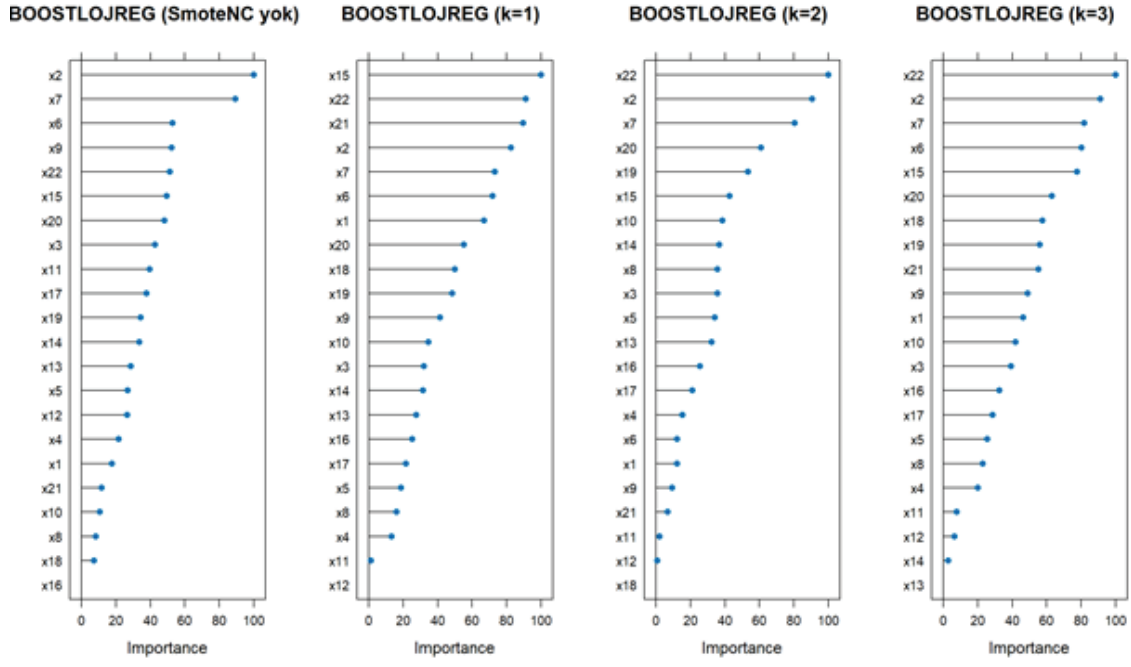 BOOSTLOJREG (SmoteNC yok)
x2
x7
x6
x9
x22
x15
x20
x3
x11
x17
x19
x14
x13
x5
x12
x4
x1
x21
x10
x8
x18
x16
0 20 40 60 80 100
Importance
BOOSTLOJREG (k=1)
x15
x22
x21
x2
x7
x6
x1
x20
x18
x19
x9
x10
x3
x14
x13
x16
x17
x5
x8
x4
x11
x12
0 20 40 60 80 100
Importance
BOOSTLOJREG (k=2)
x22
x2
x7
x20
x19
x15
x10
x14
x8
x3
x5
x13
x16
x17
x4
x6
x1
x9
x21
x11
x12
x18
0 20 40 60 80 100
Importance
BOOSTLOJREG (k=3)
x22
x2
x7
x6
x15
x20
x18
x19
x21
x9
x1
x10
x3
x16
x17
x5
x8
x4
x11
x12
x14
x13
0 20 40 60 80 100
Importance